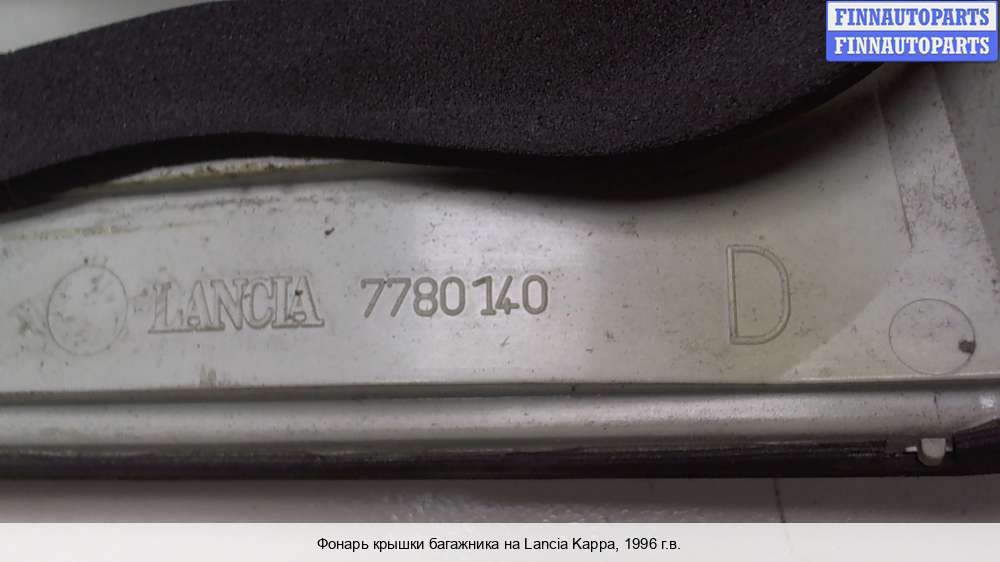 FINNAUTOPARTS
FINNAUTOPARTS
LANCIA 7780140 D
Фонарь крышки багажника на Lancia Kappa, 1996 г.в.